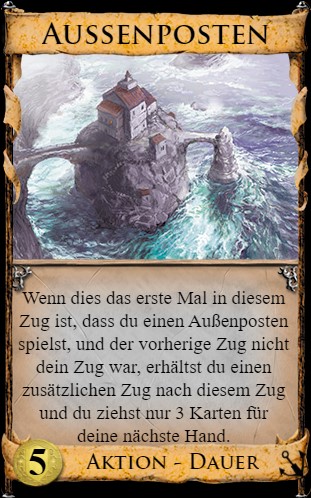 AUSSENPOSTEN
Wenn dies das erste Mal in diesem
Zug ist, dass du einen Außenposten
spielst, und der vorherige Zug nicht
dein Zug war, erhältst du einen
zusätzlichen Zug nach diesem Zug
und du ziehst nur 3 Karten für
deine nächste Hand.
5 AKTION - DAUER